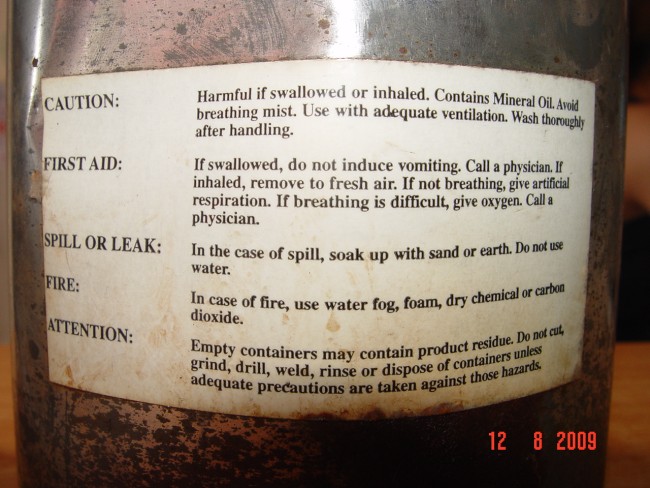 CAUTION: Harmful if swallowed or inhaled. Contains Mineral Oil. Avoid
breathing mist. Use with adequate ventilation. Wash thoroughly
after handling.
FIRST AID: If swallowed, do not induce vomiting. Call a physician. If
inhaled, remove to fresh air. If not breathing, give artificial
respiration. If breathing is difficult, give oxygen. Call a
physician.
SPILL OR LEAK: In the case of spill, soak up with sand or earth. Do not use
water.
FIRE: In case of fire, use water fog, foam, dry chemical or carbon
dioxide.
ATTENTION: Empty containers may contain product residue. Do not cut,
grind, drill, weld, rinse or dispose of containers unless
adequate precautions are taken against those hazards.
12 8 2009